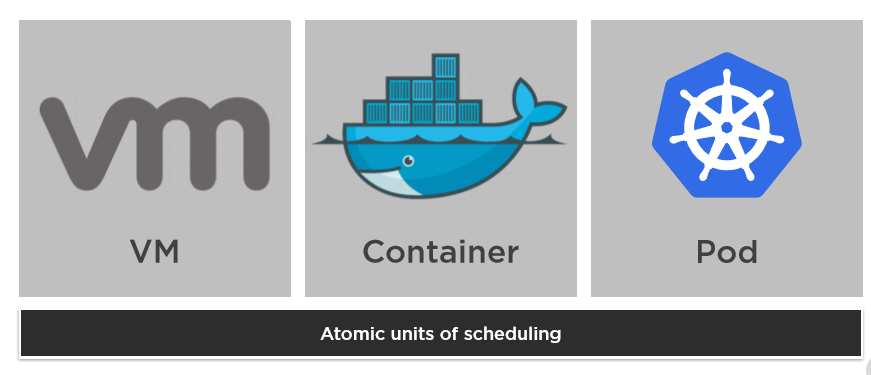 vm
VM
Container
Pod
Atomic units of scheduling